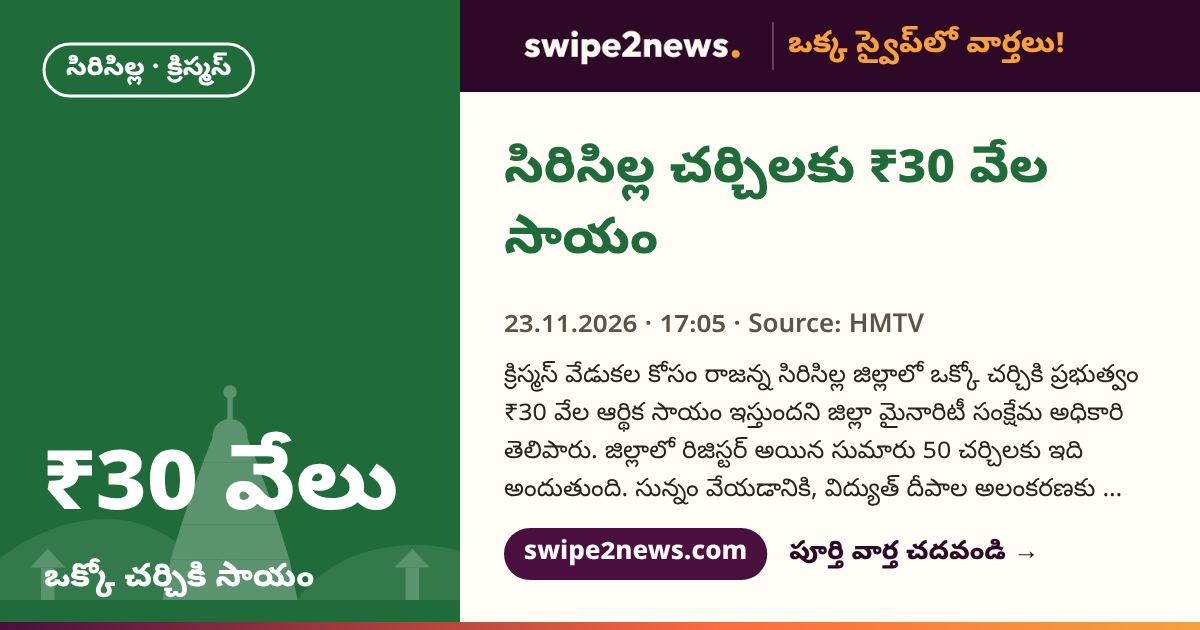 సిరిసిల్ల · క్రిస్మస్
₹30 వేలు
ఒక్కో చర్చికి సాయం
swipe2news.
ఒక్క స్వైప్‌లో వార్తలు!
సిరిసిల్ల చర్చిలకు ₹30 వేల
సాయం
23.11.2026 · 17:05 · Source: HMTV
క్రిస్మస్ వేడుకల కోసం రాజన్న సిరిసిల్ల జిల్లాలో ఒక్కో చర్చికి ప్రభుత్వం
₹30 వేల ఆర్థిక సాయం ఇస్తుందని జిల్లా మైనారిటీ సంక్షేమ అధికారి
తెలిపారు. జిల్లాలో రిజిస్టర్ అయిన సుమారు 50 చర్చిలకు ఇది
అందుతుంది. సున్నం వేయడానికి, విద్యుత్ దీపాల అలంకరణకు ...
swipe2news.com
పూర్తి వార్త చదవండి →